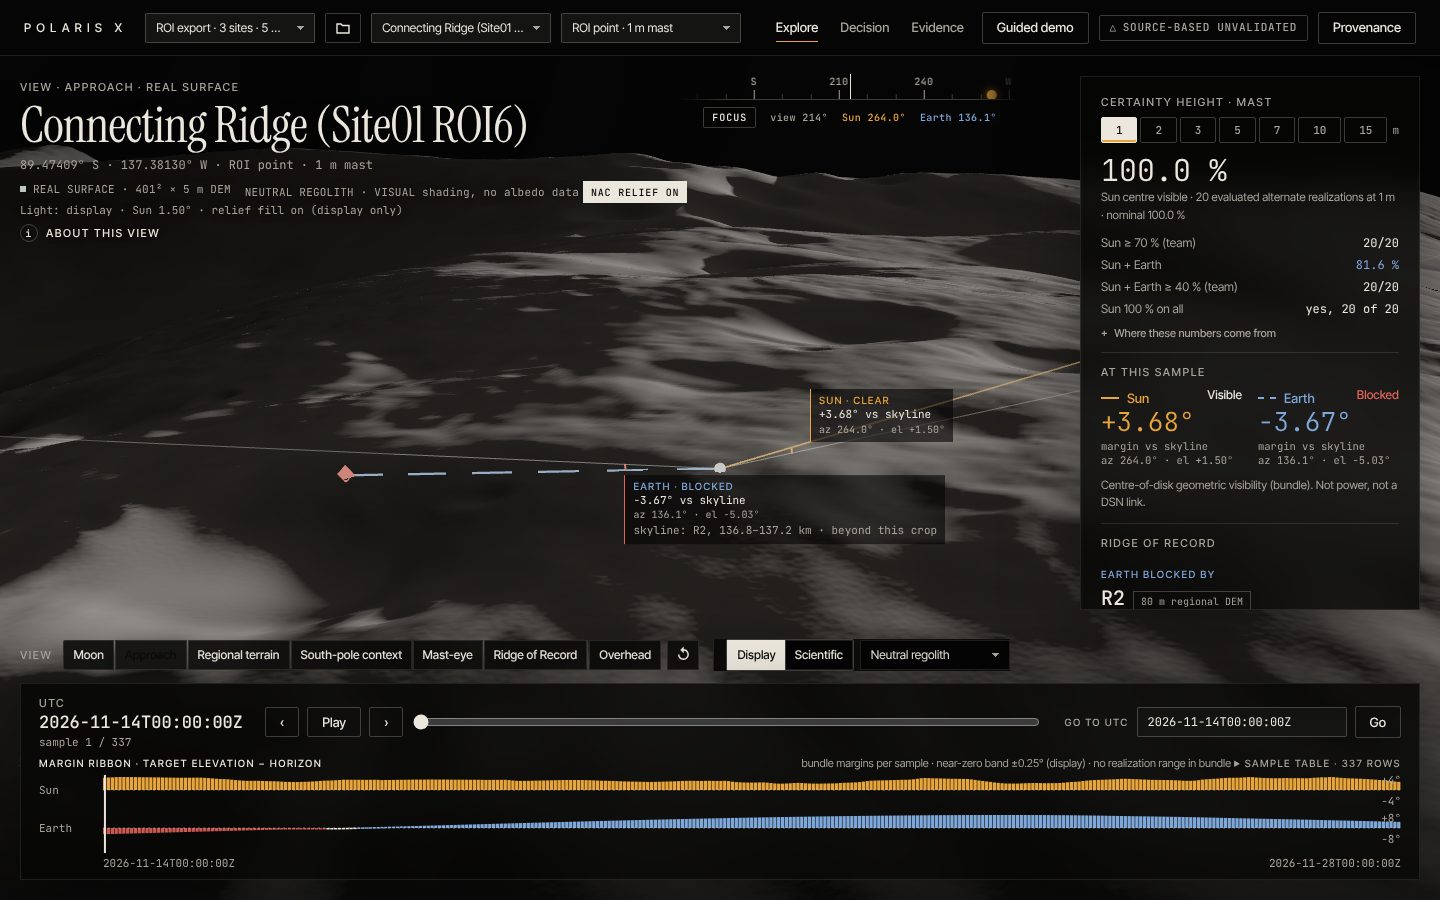 POLARIS X
ROI export · 3 sites · 5 ...
Connecting Ridge (Site01 ...
ROI point · 1 m mast
Explore
Decision
Evidence
Guided demo
△ SOURCE-BASED UNVALIDATED
Provenance
VIEW · APPROACH · REAL SURFACE
Connecting Ridge (Site01 ROI6)
89.47409° S · 137.38130° W · ROI point · 1 m mast
REAL SURFACE · 401² × 5 m DEM NEUTRAL REGOLITH · VISUAL shading, no albedo data NAC RELIEF ON
Light: display · Sun 1.50° · relief fill on (display only)
i ABOUT THIS VIEW
S 210 240 W
FOCUS view 214° Sun 264.0° Earth 136.1°
CERTAINTY HEIGHT · MAST
1 2 3 5 7 10 15 m
100.0 %
Sun centre visible · 20 evaluated alternate realizations at 1 m
· nominal 100.0 %
Sun ≥ 70 % (team) 20/20
Sun + Earth 81.6 %
Sun + Earth ≥ 40 % (team) 20/20
Sun 100 % on all yes, 20 of 20
+ Where these numbers come from
AT THIS SAMPLE
Sun Visible Earth Blocked
+3.68° -3.67°
margin vs skyline margin vs skyline
az 264.0° · el +1.50° az 136.1° · el -5.03°
Centre-of-disk geometric visibility (bundle). Not power, not a
DSN link.
RIDGE OF RECORD
EARTH BLOCKED BY
R2 80 m regional DEM
SUN · CLEAR
+3.68° vs skyline
az 264.0° · el +1.50°
EARTH · BLOCKED
-3.67° vs skyline
az 136.1° · el -5.03°
skyline: R2, 136.8–137.2 km · beyond this crop
VIEW Moon Approach Regional terrain South-pole context Mast-eye Ridge of Record Overhead Display Scientific Neutral regolith
UTC
2026-11-14T00:00:00Z
sample 1 / 337
‹ Play ›
GO TO UTC 2026-11-14T00:00:00Z Go
MARGIN RIBBON · TARGET ELEVATION − HORIZON
bundle margins per sample · near-zero band ±0.25° (display) · no realization range in bundle ▸ SAMPLE TABLE · 337 ROWS
Sun +4°
-4°
Earth +8°
-8°
2026-11-14T00:00:00Z 2026-11-28T00:00:00Z